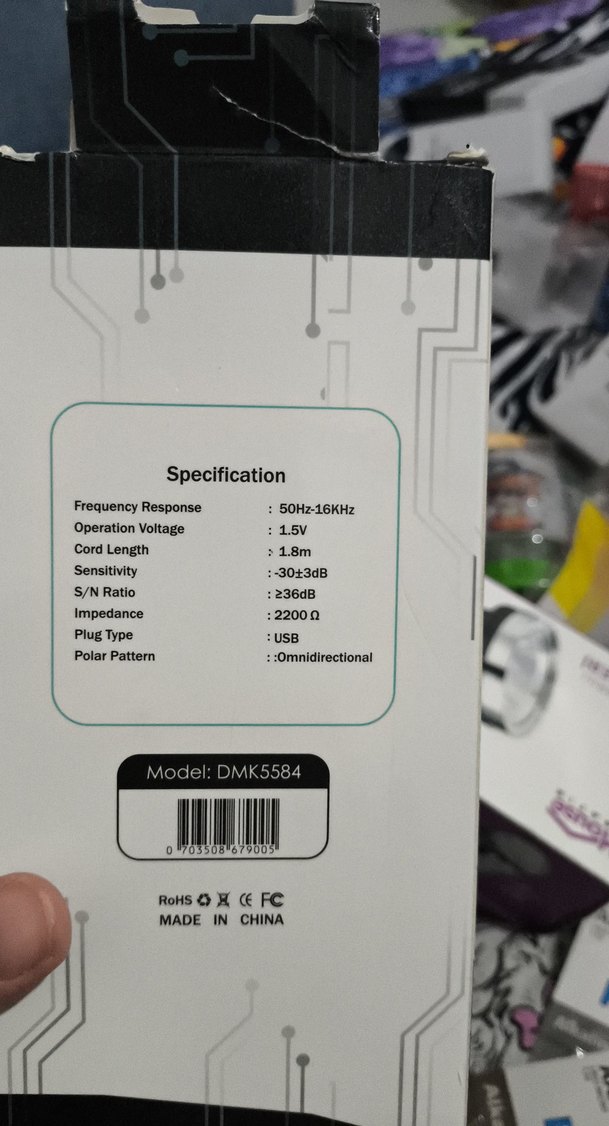 Specification
Frequency Response : 50Hz-16KHz
Operation Voltage : 1.5V
Cord Length : 1.8m
Sensitivity : -30±3dB
S/N Ratio : ≥36dB
Impedance : 2200 Ω
Plug Type : USB
Polar Pattern : :Omnidirectional
Model: DMK5584
0 703508 679005
RoHS CE FC
MADE IN CHINA